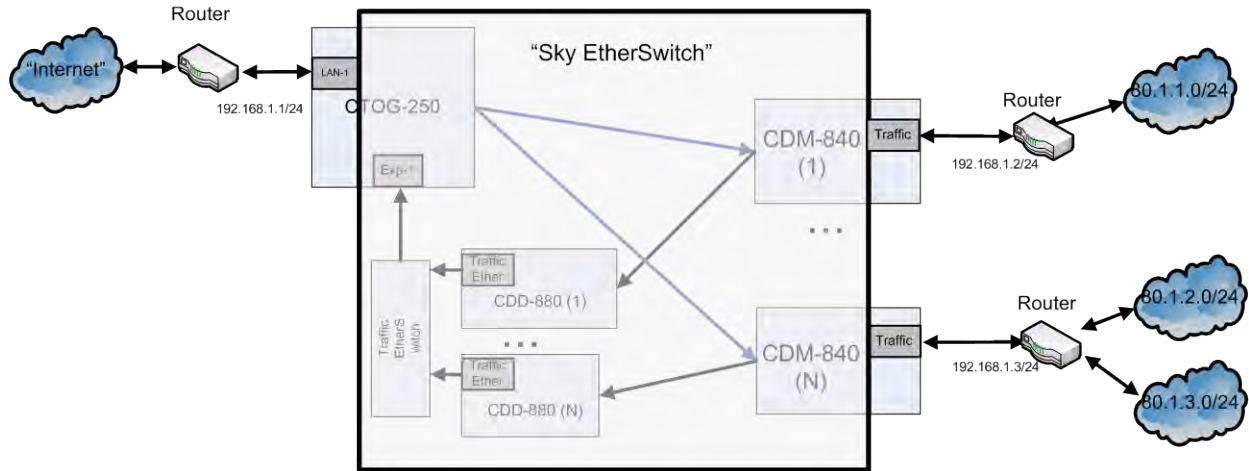 Router
"Internet"
192.168.1.1/24
LAN-1
CTOG-250
Exp-1
"Sky EtherSwitch"
Traffic
EtherS
witch
Traffic
Ether
CDD-880 (1)
...
Traffic
Ether
CDD-880 (N)
CDM-840
(1)
Traffic
...
CDM-840
(N)
Traffic
Router
192.168.1.2/24
80.1.1.0/24
Router
192.168.1.3/24
80.1.2.0/24
80.1.3.0/24